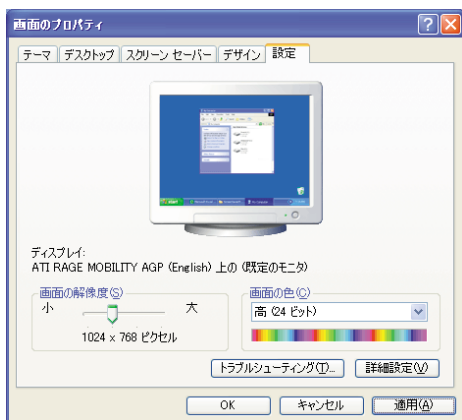 画面のプロパティ
テーマ デスクトップ スクリーン セーバー デザイン 設定
ディスプレイ:
ATI RAGE MOBILITY AGP (English) 上の (既定のモニタ)
画面の解像度(S)
小 大
1024 x 768 ピクセル
画面の色(C)
高 (24 ビット)
トラブルシューティング(T)... 詳細設定(V)
OK キャンセル 適用(A)